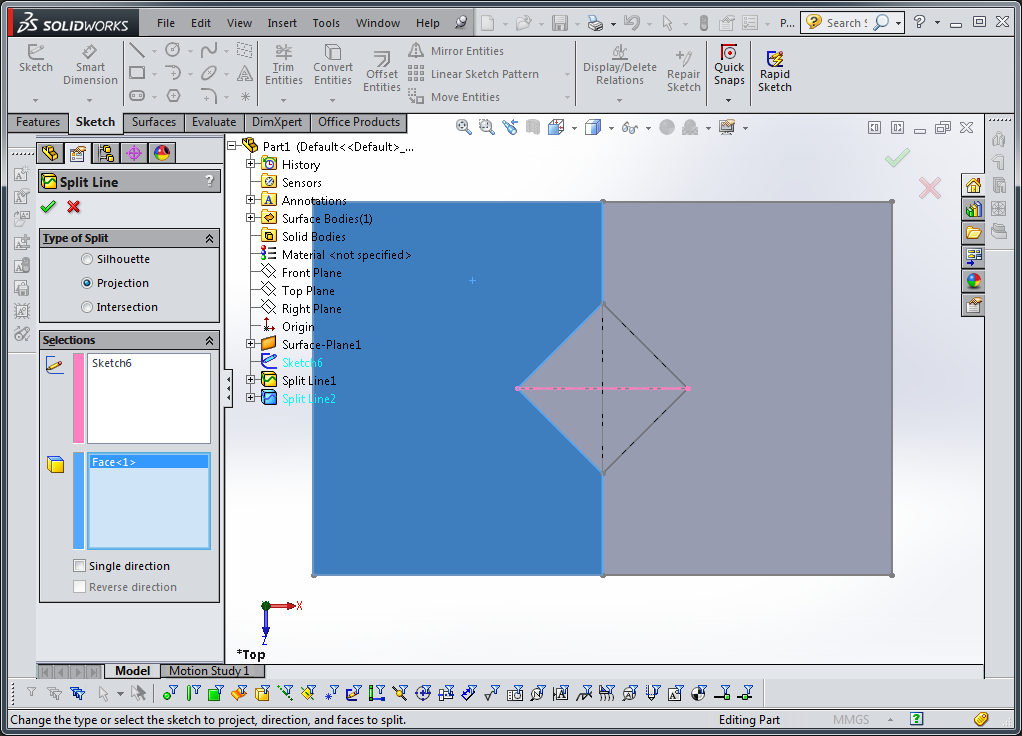 SOLIDWORKS File Edit View Insert Tools Window Help P... Search
Sketch Smart Dimension Trim Entities Convert Entities Offset Entities Mirror Entities Linear Sketch Pattern Move Entities Display/Delete Relations Repair Sketch Quick Snaps Rapid Sketch
Features Sketch Surfaces Evaluate DimXpert Office Products
Part1 (Default<<Default>_...
History
Sensors
Annotations
Surface Bodies(1)
Solid Bodies
Material <not specified>
Front Plane
Top Plane
Right Plane
Origin
Surface-Plane1
Sketch6
Split Line1
Split Line2
Split Line ?
Type of Split
Silhouette
Projection
Intersection
Selections
Sketch6
Face<1>
Single direction
Reverse direction
X
Z
*Top
Model Motion Study 1
Change the type or select the sketch to project, direction, and faces to split. Editing Part MMGS ?